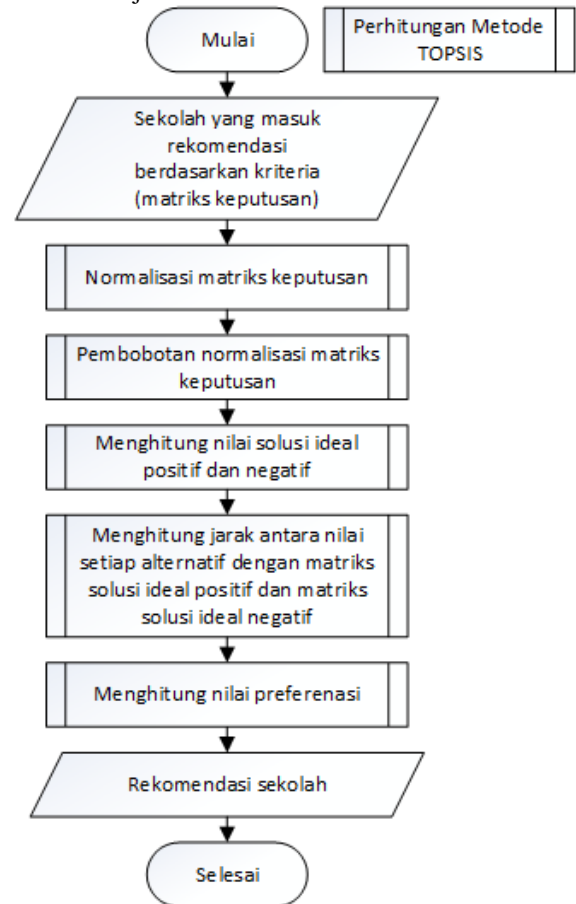 Mulai
Perhitungan Metode
TOPSIS
Sekolah yang masuk
rekomendasi
berdasarkan kriteria
(matriks keputusan)
Normalisasi matriks keputusan
Pembobotan normalisasi matriks
keputusan
Menghitung nilai solusi ideal
positif dan negatif
Menghitung jarak antara nilai
setiap alternatif dengan matriks
solusi ideal positif dan matriks
solusi ideal negatif
Menghitung nilai preferenasi
Rekomendasi sekolah
Selesai